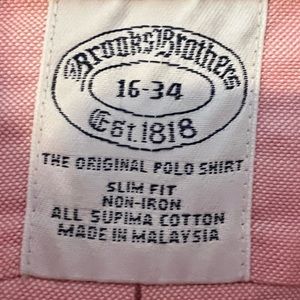 Brooks Brothers
16-34
Est. 1818
THE ORIGINAL POLO SHIRT
SLIM FIT
NON-IRON
ALL SUPIMA COTTON
MADE IN MALAYSIA